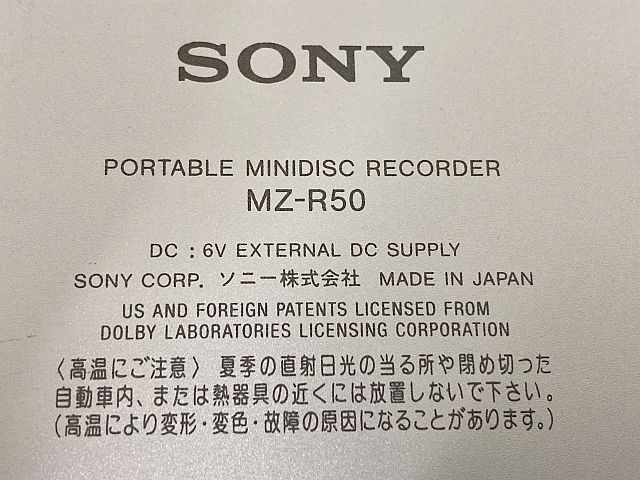 SONY
PORTABLE MINIDISC RECORDER
MZ-R50
DC : 6V EXTERNAL DC SUPPLY
SONY CORP. ソニー株式会社 MADE IN JAPAN
US AND FOREIGN PATENTS LICENSED FROM
DOLBY LABORATORIES LICENSING CORPORATION
〈高温にご注意〉夏季の直射日光の当る所や閉め切った
自動車内、または熱器具の近くには放置しないで下さい。
(高温により変形・変色・故障の原因になることがあります。)